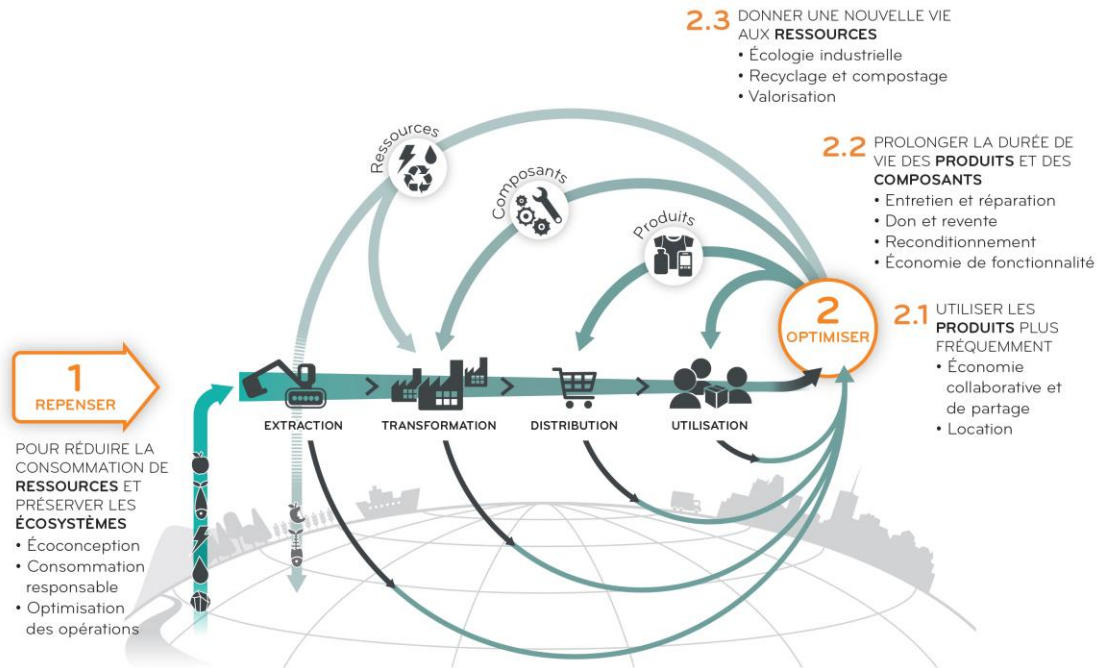 2.3 DONNER UNE NOUVELLE VIE
AUX RESSOURCES
• Écologie industrielle
• Recyclage et compostage
• Valorisation
2.2 PROLONGER LA DURÉE DE
VIE DES PRODUITS ET DES
COMPOSANTS
• Entretien et réparation
• Don et revente
• Reconditionnement
• Économie de fonctionnalité
Ressources
Composants
Produits
2
OPTIMISER
2.1 UTILISER LES
PRODUITS PLUS
FRÉQUEMMENT
• Économie
collaborative et
de partage
• Location
1
REPENSER
EXTRACTION
TRANSFORMATION
DISTRIBUTION
UTILISATION
POUR RÉDUIRE LA
CONSOMMATION DE
RESSOURCES ET
PRÉSERVER LES
ÉCOSYSTÈMES
• Écoconception
• Consommation
responsable
• Optimisation
des opérations